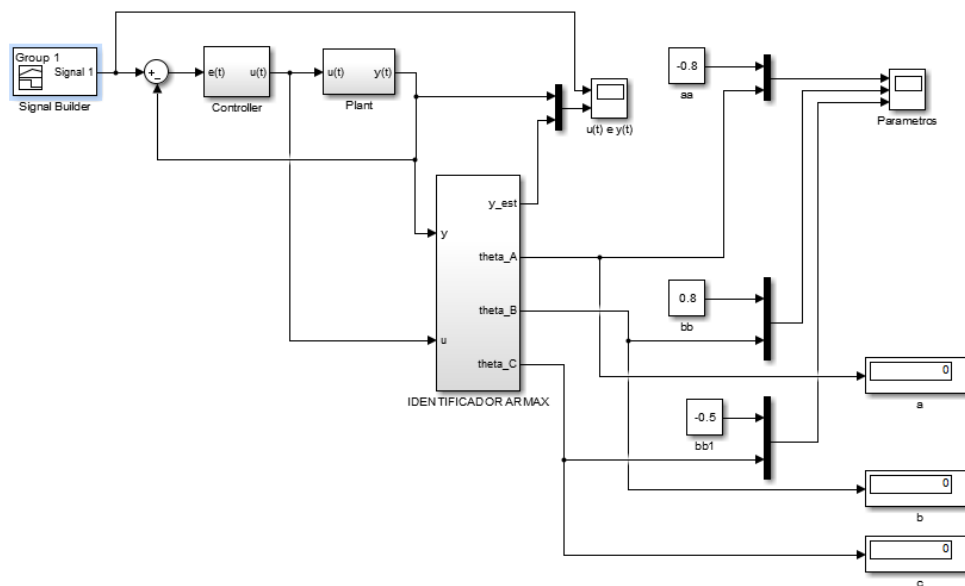 Group 1
Signal 1
Signal Builder
+
-
e(t) u(t)
Controller
u(t) y(t)
Plant
u(t) e y(t)
-0.8
aa
Parametros
y
u
y_est
theta_A
theta_B
theta_C
IDENTIFICADOR ARMAX
0.8
bb
-0.5
bb1
0
a
0
b
0